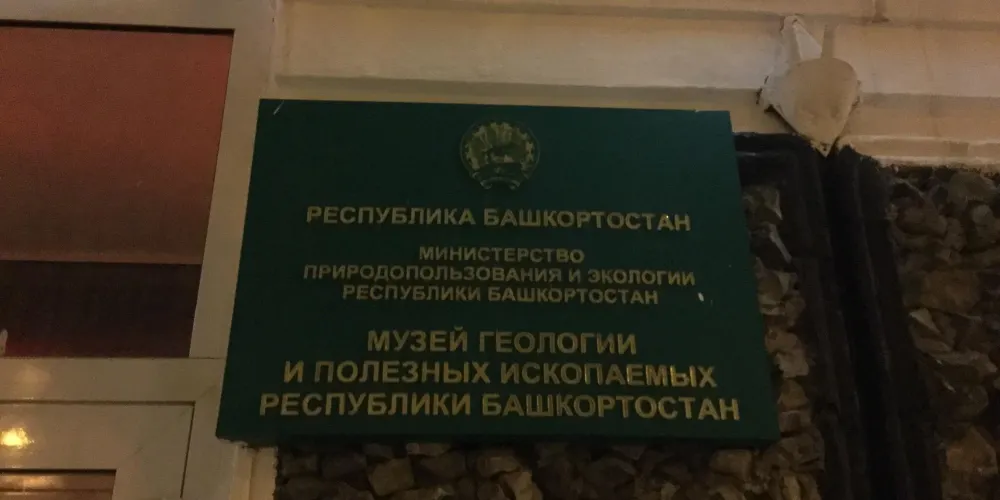 РЕСПУБЛИКА БАШКОРТОСТАН
МИНИСТЕРСТВО
ПРИРОДОПОЛЬЗОВАНИЯ И ЭКОЛОГИИ
РЕСПУБЛИКИ БАШКОРТОСТАН
МУЗЕЙ ГЕОЛОГИИ
И ПОЛЕЗНЫХ ИСКОПАЕМЫХ
РЕСПУБЛИКИ БАШКОРТОСТАН